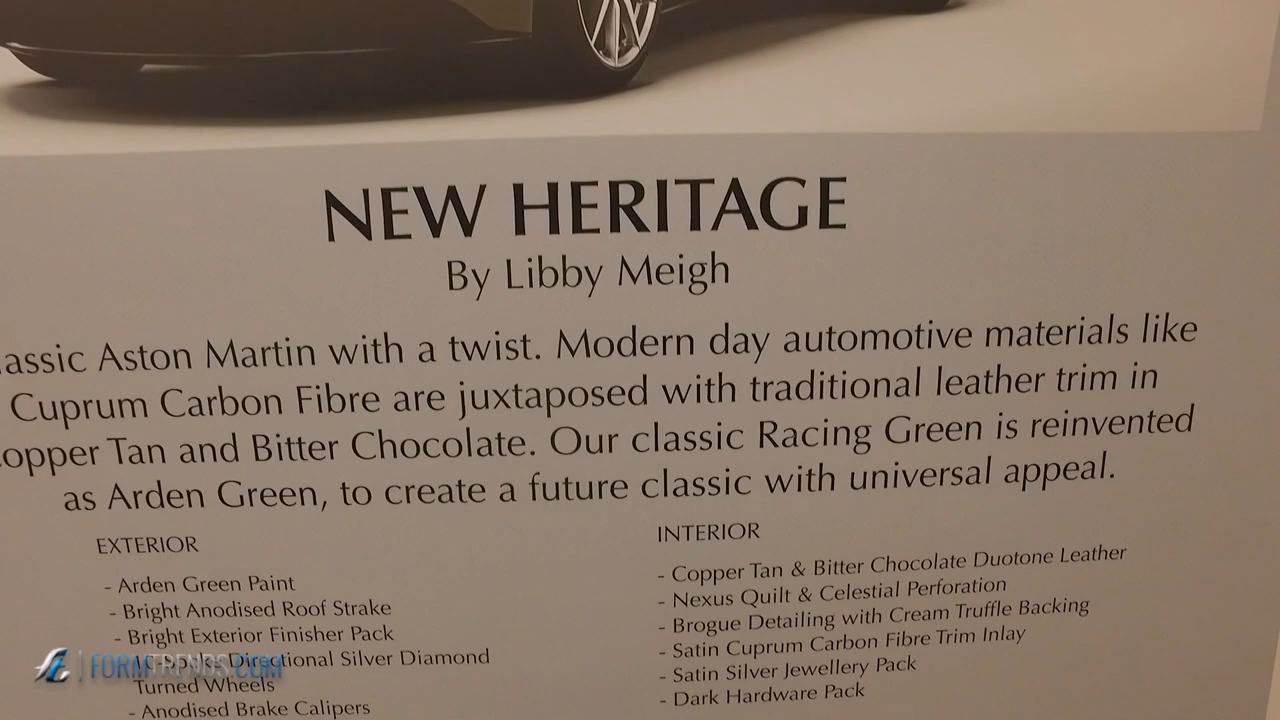 NEW HERITAGE
By Libby Meigh
Aston Martin with a twist. Modern day automotive materials like
Cuprum Carbon Fibre are juxtaposed with traditional leather trim in
Tan and Bitter Chocolate. Our classic Racing Green is reinvented
as Arden Green, to create a future classic with universal appeal.
EXTERIOR
- Arden Green Paint
- Bright Anodised Roof Strake
- Bright Exterior Finisher Pack
Directional Silver Diamond
Turned Wheels
- Anodised Brake Calipers
INTERIOR
- Copper Tan & Bitter Chocolate Duotone Leather
- Nexus Quilt & Celestial Perforation
- Brogue Detailing with Cream Truffle Backing
- Satin Cuprum Carbon Fibre Trim Inlay
- Satin Silver Jewellery Pack
- Dark Hardware Pack
FORMTRENDS.COM